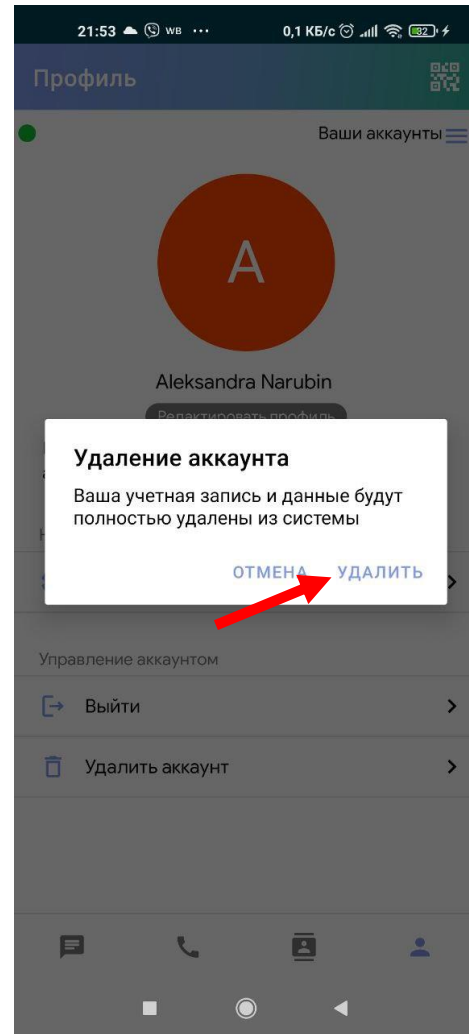 21:53 WB ... 0,1 КБ/с 82
Профиль
Ваши аккаунты
A
Aleksandra Narubin
Редактировать профиль
Удаление аккаунта
Ваша учетная запись и данные будут
полностью удалены из системы
ОТМЕНА УДАЛИТЬ
Управление аккаунтом
Выйти
Удалить аккаунт